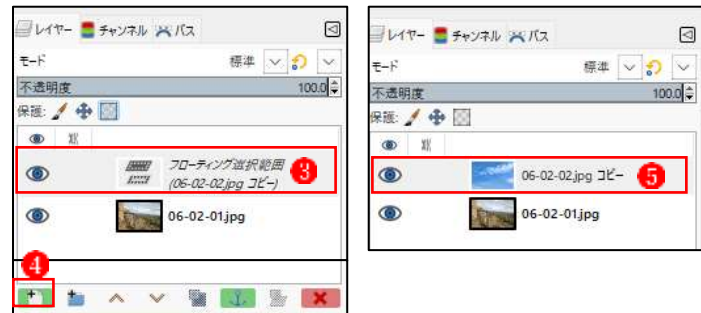 レイヤー チャンネル パス
モード 標準
不透明度 100.0
保護:
フローティング選択範囲
(06-02-02.jpg コピー)
3
06-02-01.jpg
4
レイヤー チャンネル パス
モード 標準
不透明度 100.0
保護:
06-02-02.jpg コピー 5
06-02-01.jpg